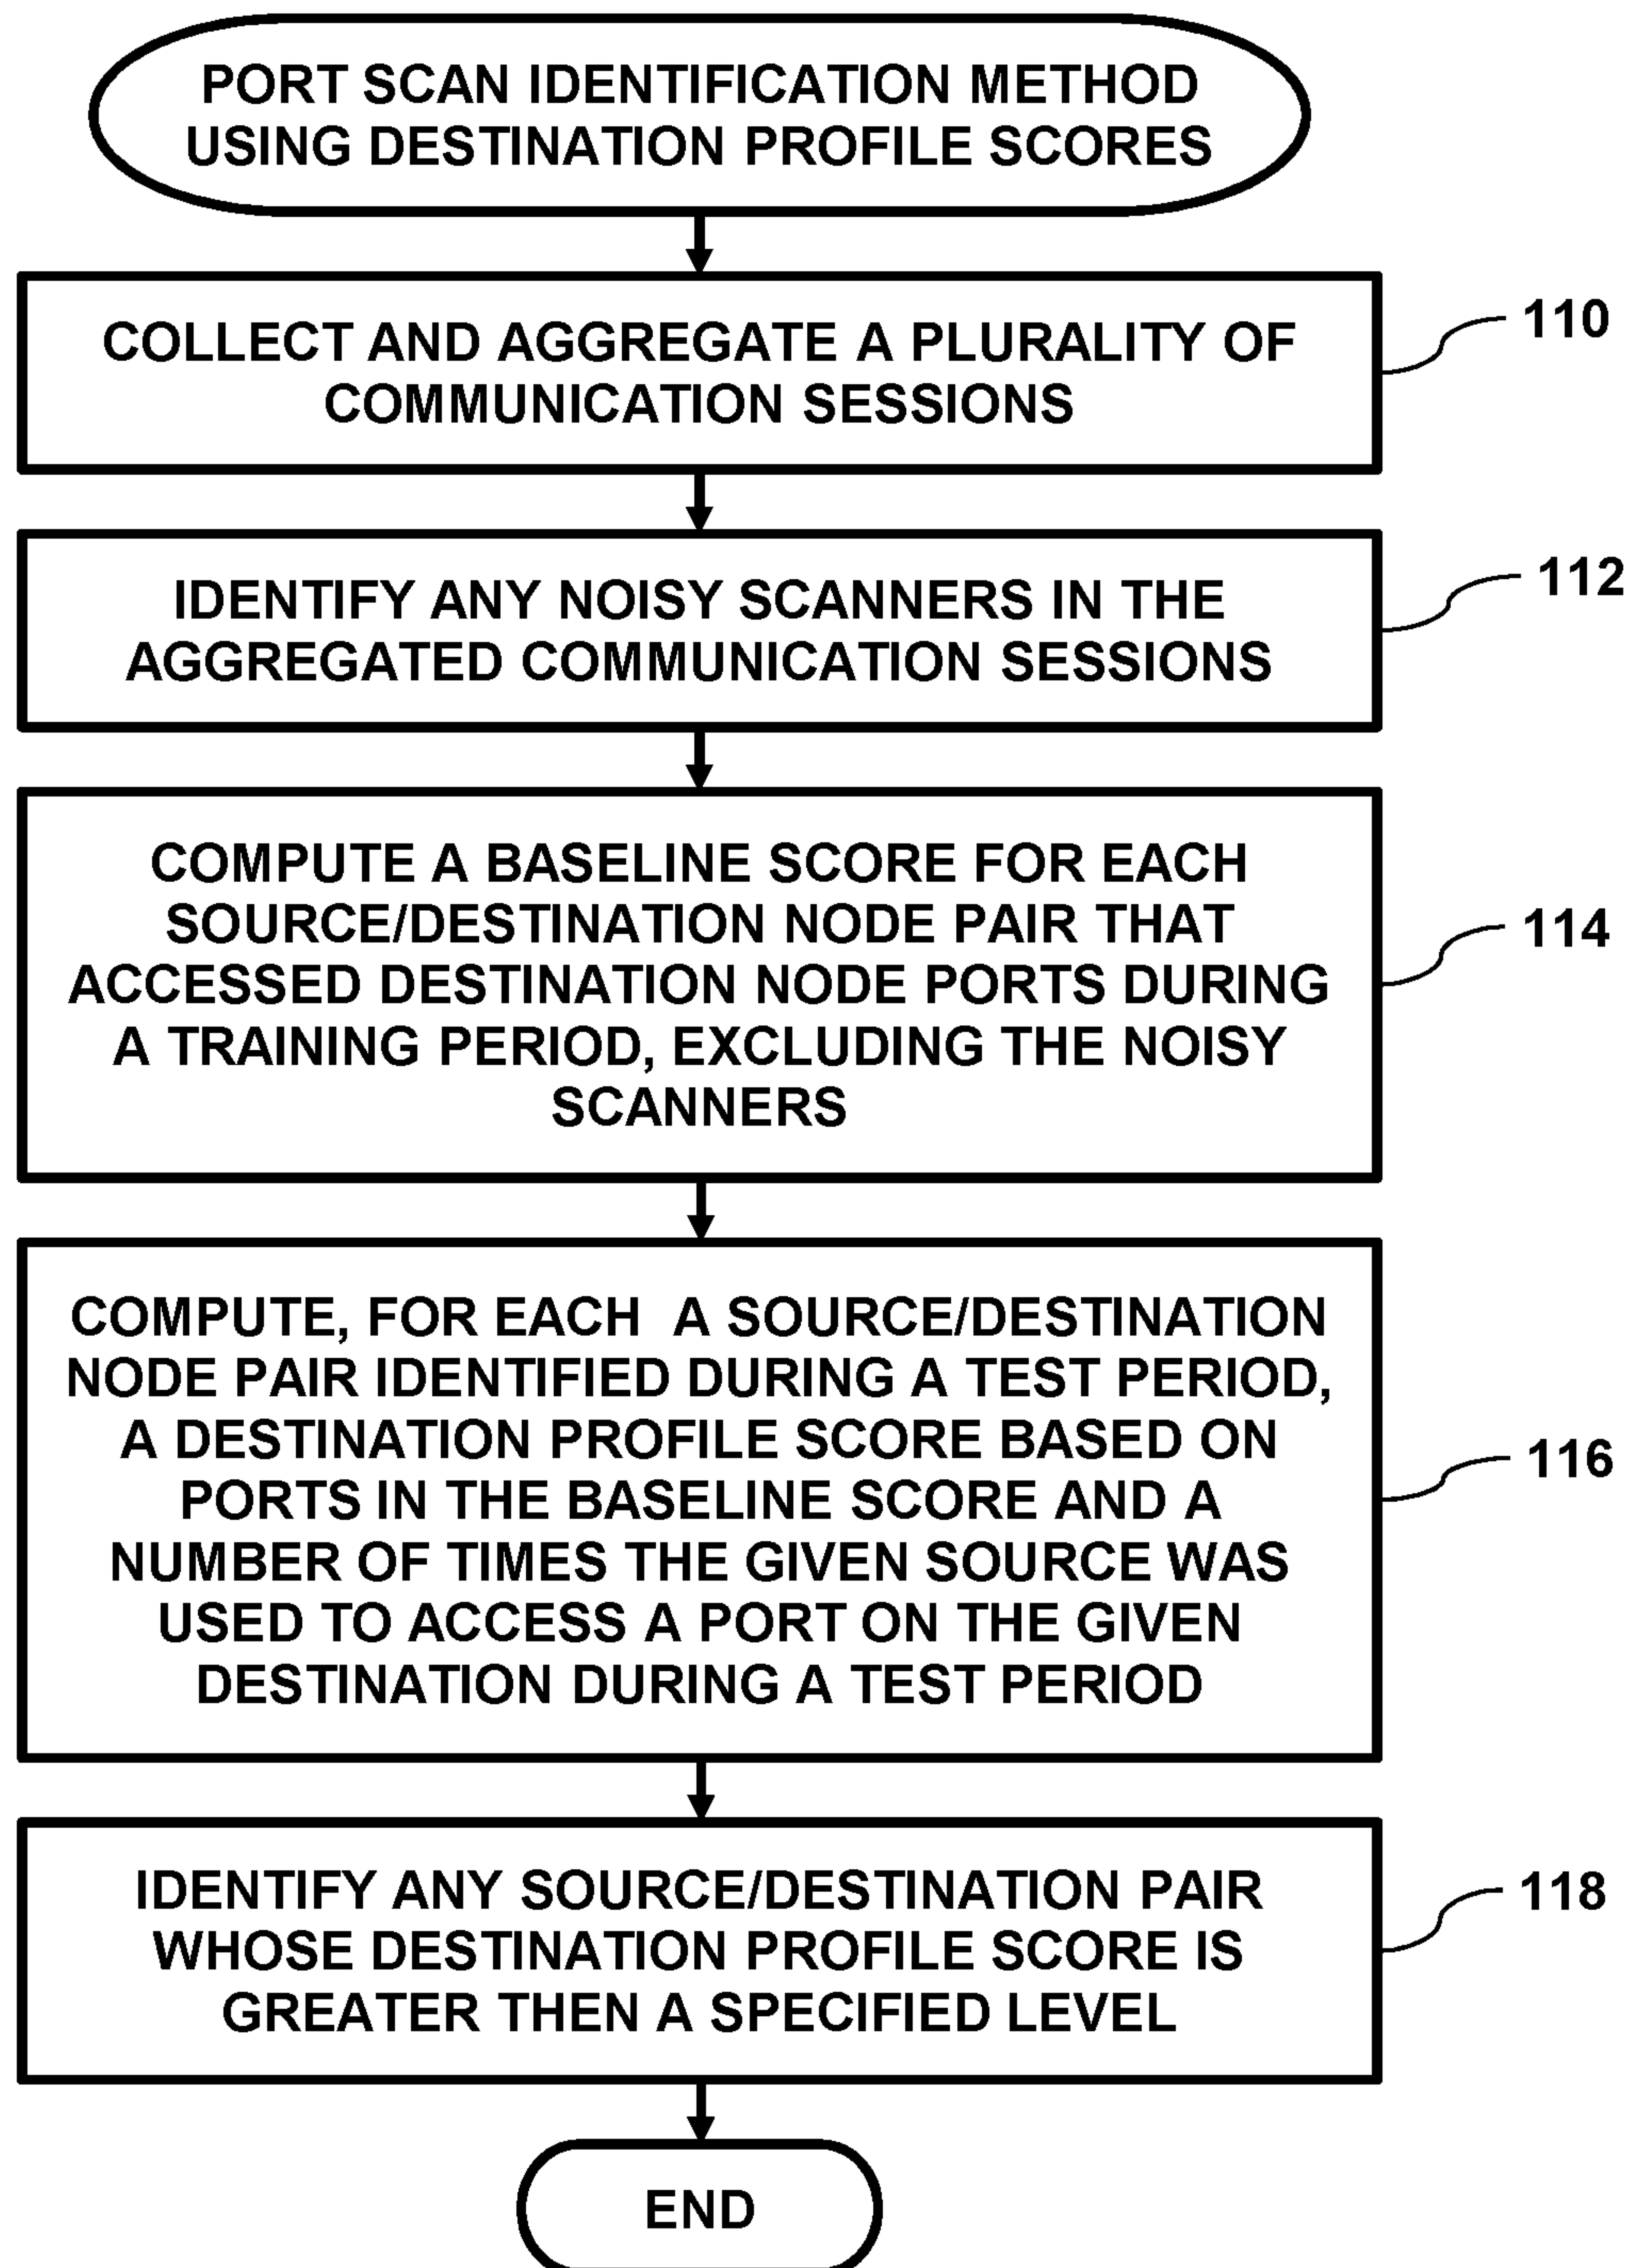 PORT SCAN IDENTIFICATION METHOD
USING DESTINATION PROFILE SCORES
COLLECT AND AGGREGATE A PLURALITY OF
COMMUNICATION SESSIONS
110
IDENTIFY ANY NOISY SCANNERS IN THE
AGGREGATED COMMUNICATION SESSIONS
112
COMPUTE A BASELINE SCORE FOR EACH
SOURCE/DESTINATION NODE PAIR THAT
ACCESSED DESTINATION NODE PORTS DURING
A TRAINING PERIOD, EXCLUDING THE NOISY
SCANNERS
114
COMPUTE, FOR EACH  A SOURCE/DESTINATION
NODE PAIR IDENTIFIED DURING A TEST PERIOD,
A DESTINATION PROFILE SCORE BASED ON
PORTS IN THE BASELINE SCORE AND A
NUMBER OF TIMES THE GIVEN SOURCE WAS
USED TO ACCESS A PORT ON THE GIVEN
DESTINATION DURING A TEST PERIOD
116
IDENTIFY ANY SOURCE/DESTINATION PAIR
WHOSE DESTINATION PROFILE SCORE IS
GREATER THEN A SPECIFIED LEVEL
118
END